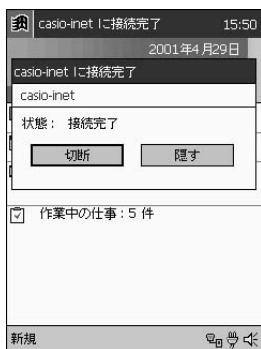 casio-inet に接続完了 15:50
2001年4月29日
casio-inet に接続完了
casio-inet
状態： 接続完了
切断 隠す
作業中の仕事：5 件
新規